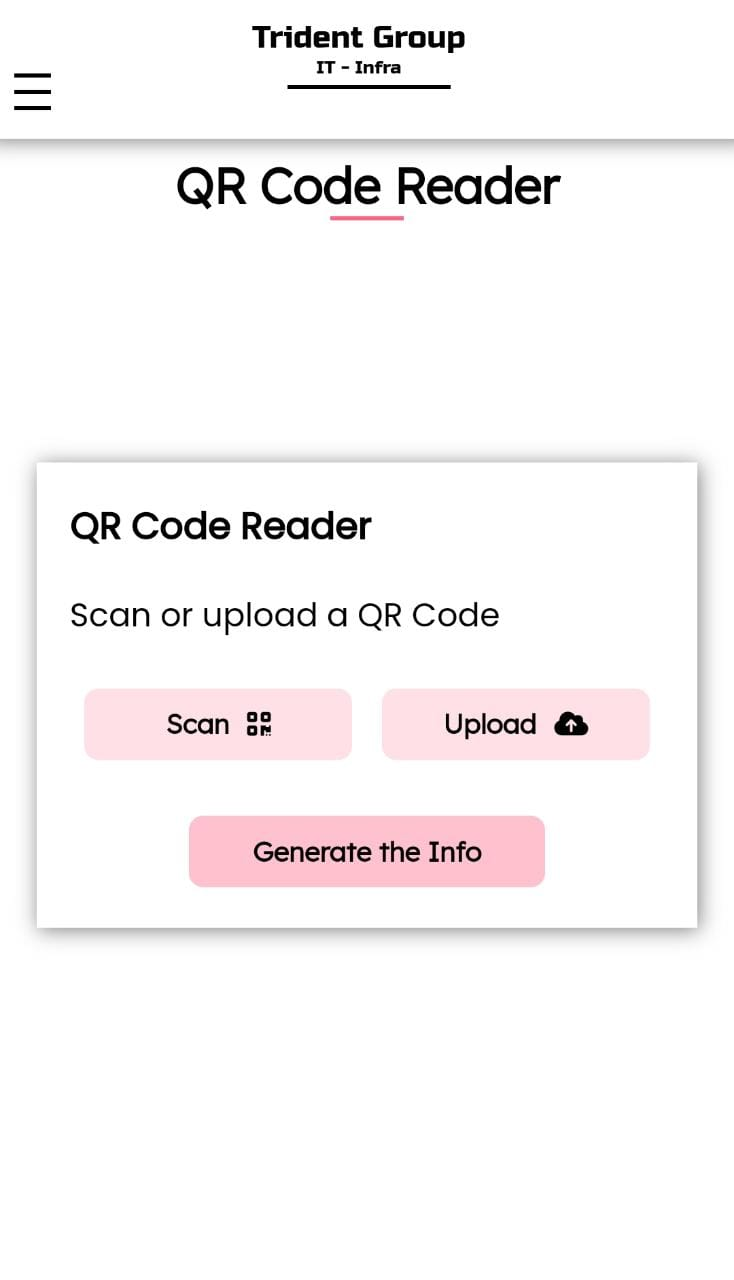 Trident Group
IT - Infra
QR Code Reader
QR Code Reader
Scan or upload a QR Code
Scan
Upload
Generate the Info